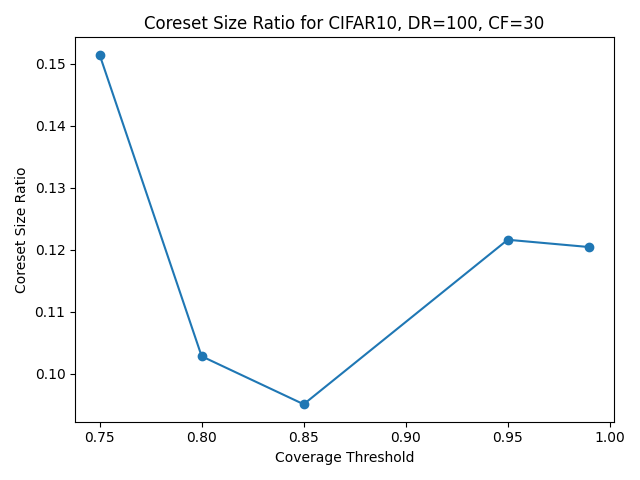 Coreset Size Ratio for CIFAR10, DR=100, CF=30
0.15
0.14
0.13
0.12
0.11
0.10
Coreset Size Ratio
0.75 0.80 0.85 0.90 0.95 1.00
Coverage Threshold